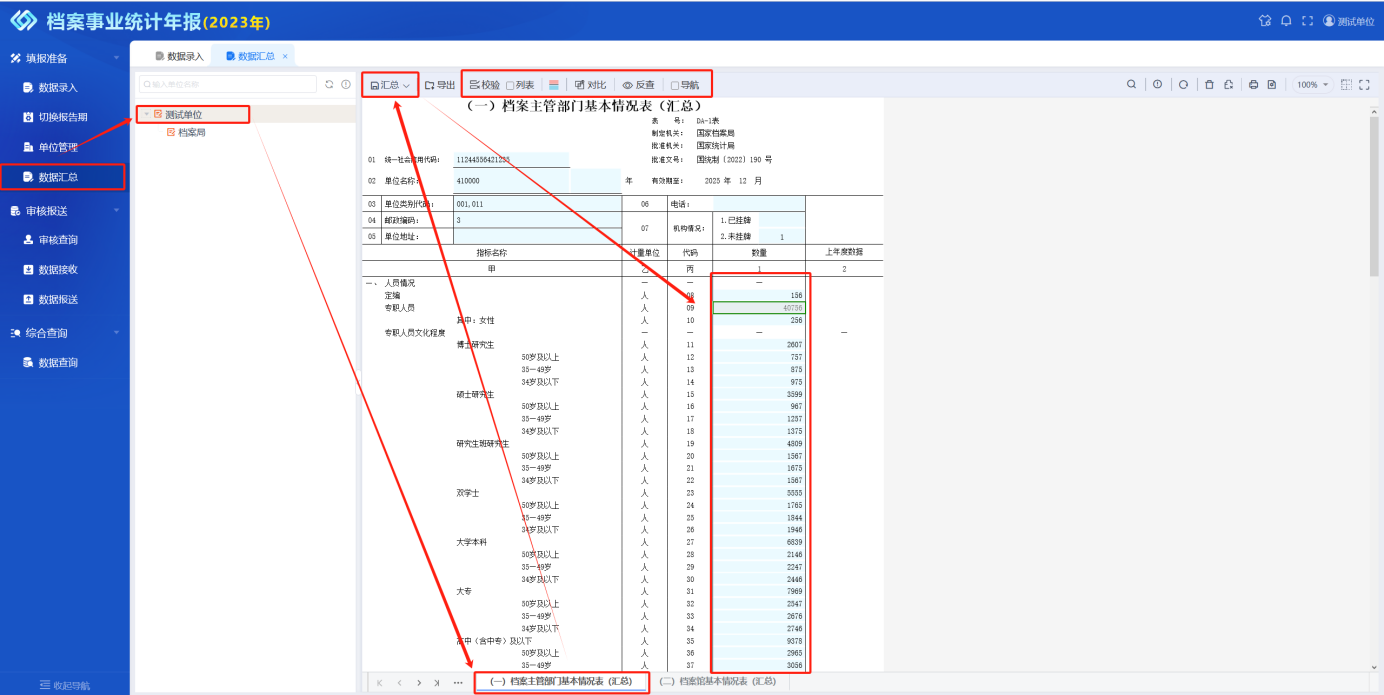 档案事业统计年报(2023年)
测试单位
填报准备
数据录入
切换报告期
单位管理
数据汇总
审核报送
审核查询
数据接收
数据报送
综合查询
数据查询
收起导航
数据录入 数据汇总 ×
输入单位名称
测试单位
档案局
汇总 导出 校验 列表 对比 反查 导航 100%
(一)档案主管部门基本情况表(汇总)
表 号: DA-1表
制定机关: 国家档案局
批准机关: 国家统计局
01 统一社会信用代码: 11244556421255 批准文号: 国统制(2022)190 号
02 单位名称: 410000 年 有效期至: 2025 年 12 月
03 单位类别代码: 001,011 06 电话:
04 邮政编码: 3 07 机构情况: 1.已挂牌
05 单位地址: 2.未挂牌 1
指标名称 计量单位 代码 数量 上年度数据
甲 乙 丙 1 2
一、人员情况 — — —
定编 人 08 156
专职人员 人 09 40756
其中: 女性 人 10 256
专职人员文化程度 — — — —
博士研究生 人 11 2607
50岁及以上 人 12 757
35—49岁 人 13 875
34岁及以下 人 14 975
硕士研究生 人 15 3599
50岁及以上 人 16 967
35—49岁 人 17 1257
34岁及以下 人 18 1375
研究生班研究生 人 19 4809
50岁及以上 人 20 1567
35—49岁 人 21 1675
34岁及以下 人 22 1567
双学士 人 23 5555
50岁及以上 人 24 1765
35—49岁 人 25 1844
34岁及以下 人 26 1946
大学本科 人 27 6839
50岁及以上 人 28 2146
35—49岁 人 29 2247
34岁及以下 人 30 2446
大专 人 31 7969
50岁及以上 人 32 2547
35—49岁 人 33 2676
34岁及以下 人 34 2746
高中(含中专)及以下 人 35 9378
50岁及以上 人 36 2965
35—49岁 人 37 3056
(一)档案主管部门基本情况表(汇总) (二)档案馆基本情况表(汇总)